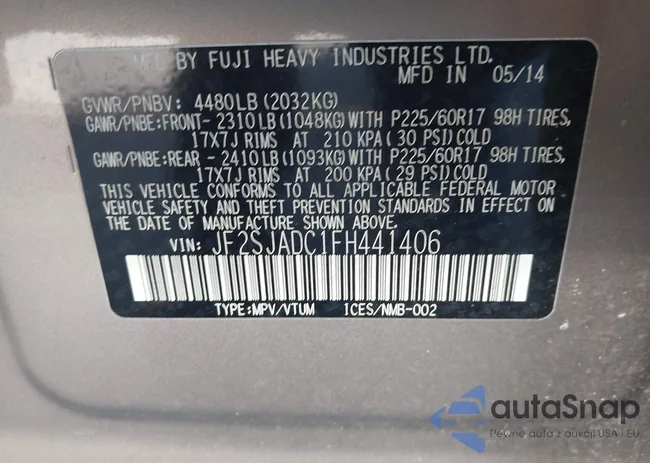 MFD BY FUJI HEAVY INDUSTRIES LTD.
MFD IN 05/14
GVWR/PNBV: 4480LB(2032KG)
GAWR/PNBE:FRONT-2310LB(1048KG)WITH P225/60R17 98H TIRES,
17X7J RIMS AT 210 KPA(30 PSI)COLD
GAWR/PNBE:REAR -2410LB(1093KG)WITH P225/60R17 98H TIRES,
17X7J RIMS AT 200 KPA(29 PSI)COLD
THIS VEHICLE CONFORMS TO ALL APPLICABLE FEDERAL MOTOR
VEHICLE SAFETY AND THEFT PREVENTION STANDARDS IN EFFECT
ON THE DATE OF MANUFACTURE SHOWN ABOVE.
VIN: JF2SJADC1FH441406
TYPE:MPV/VTUM ICES/NMB-002
autaSnap
Pewne auta z aukcji USA i EU